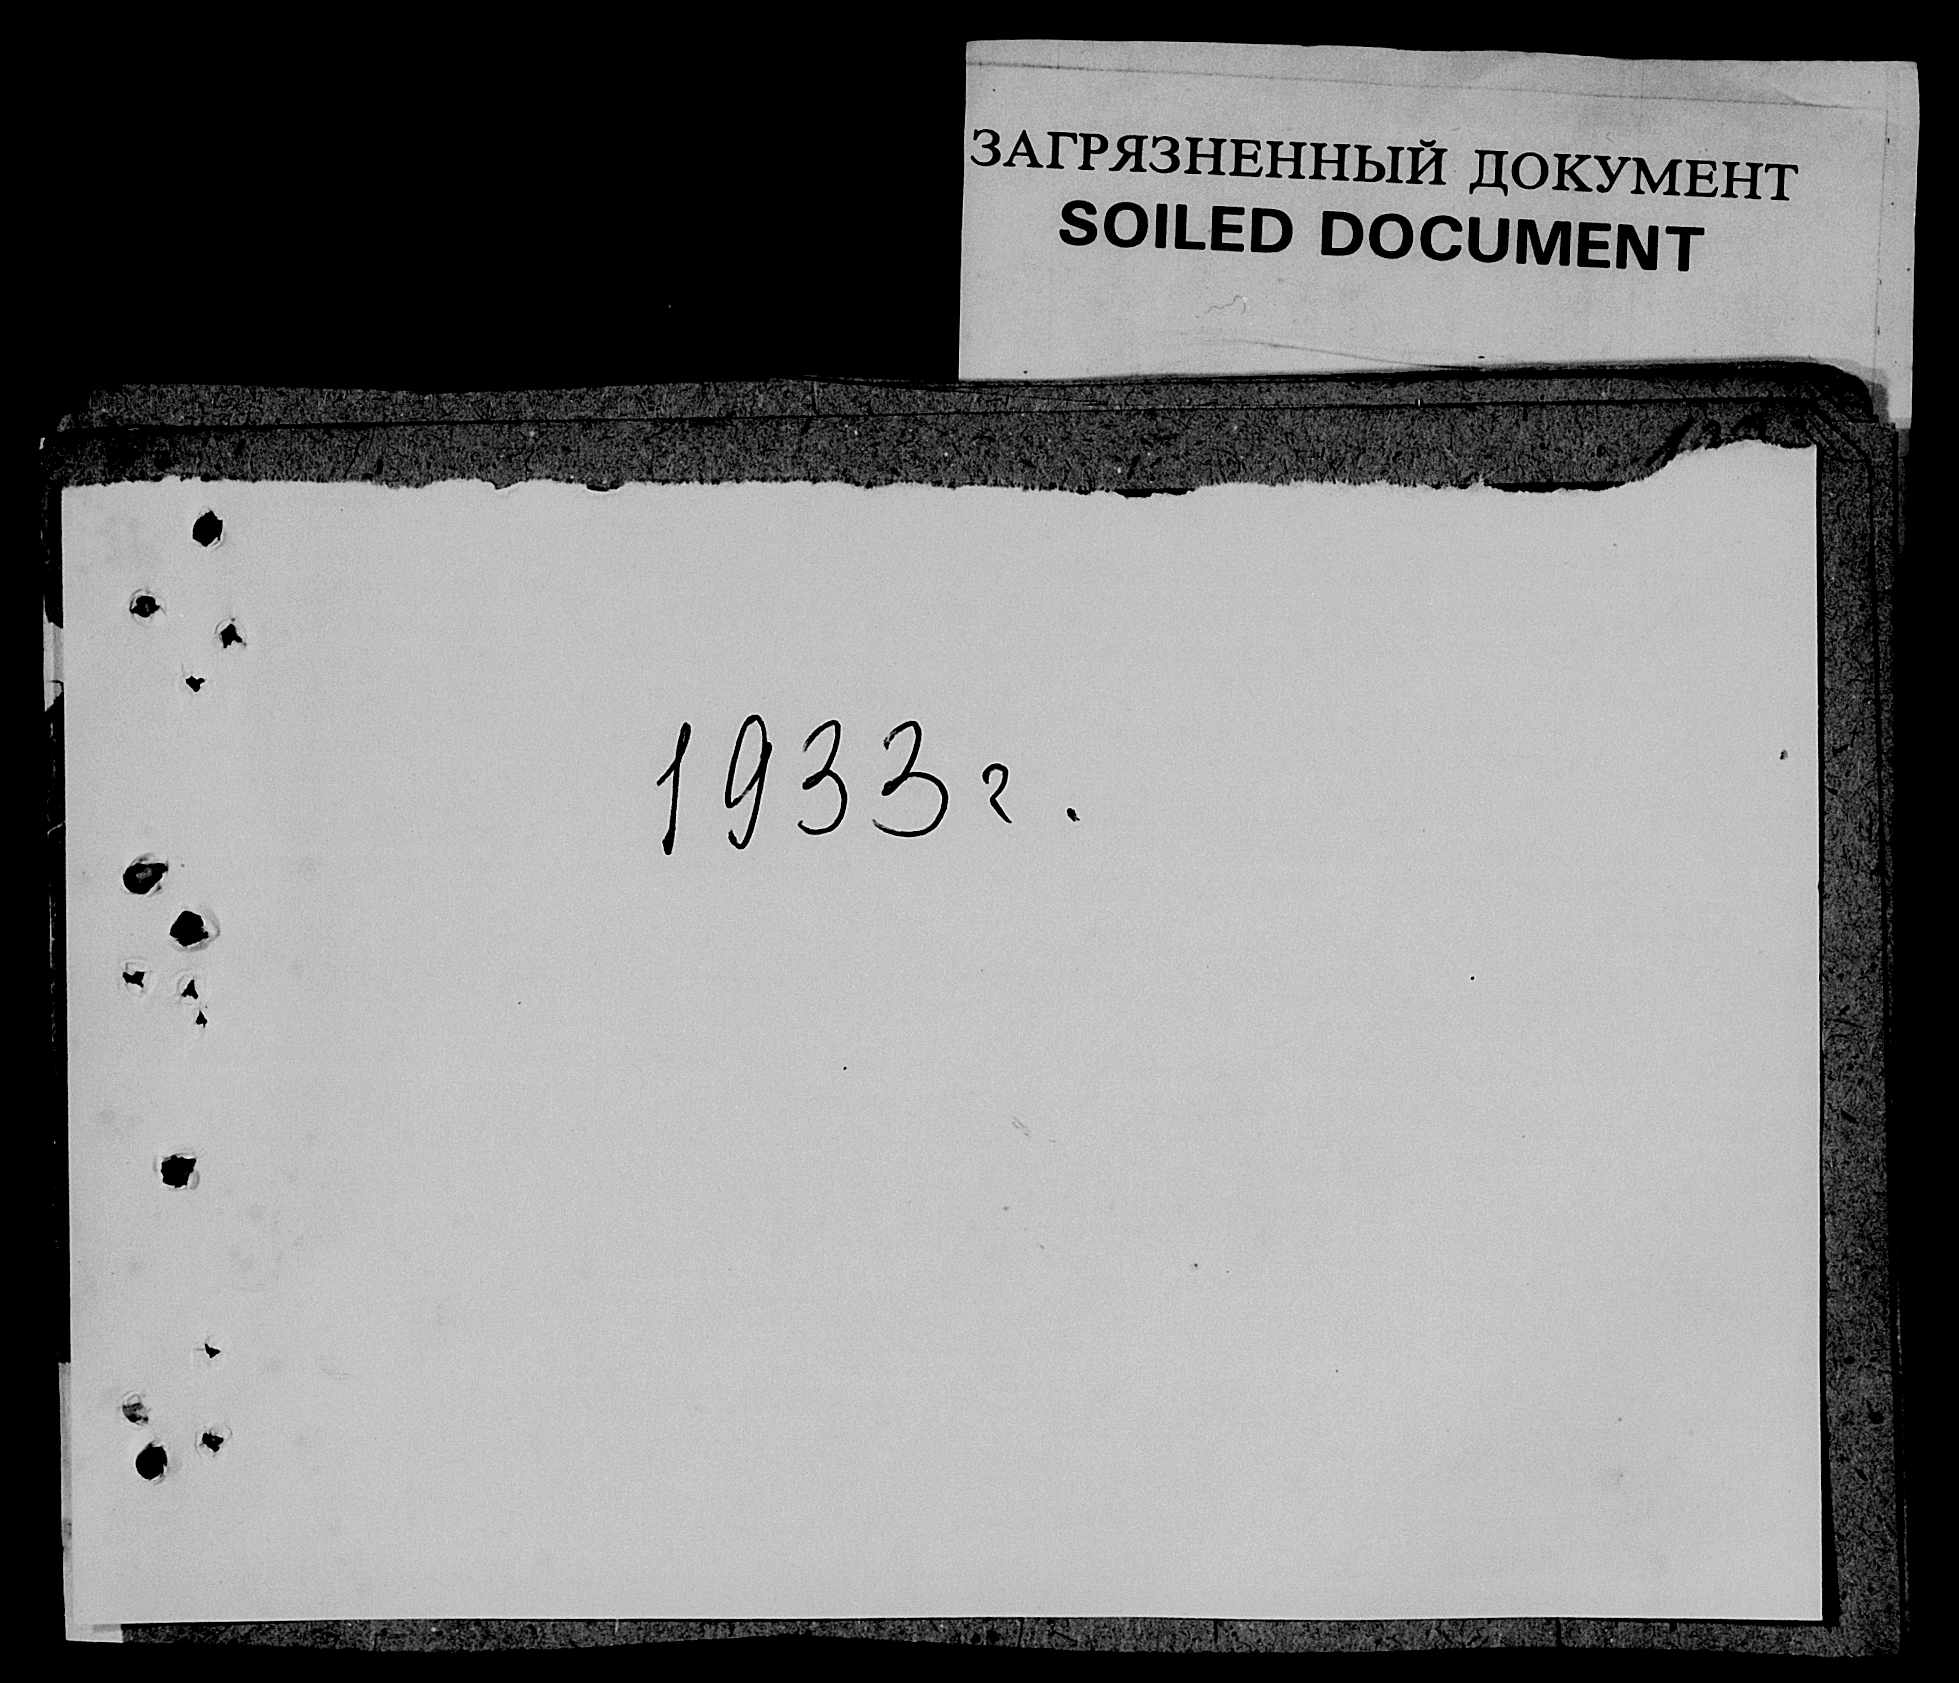 ЗАГРЯЗНЕННЫЙ ДОКУМЕНТ
SOILED DOCUMENT
1933 г.